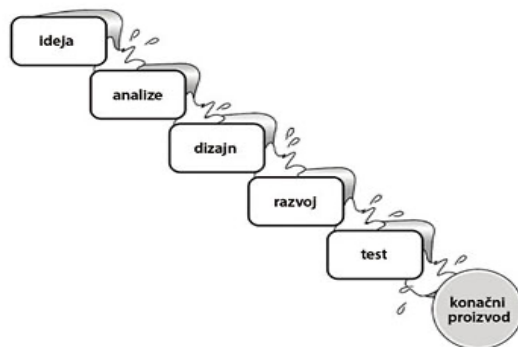 ideja
analize
dizajn
razvoj
test
konačni
proizvod